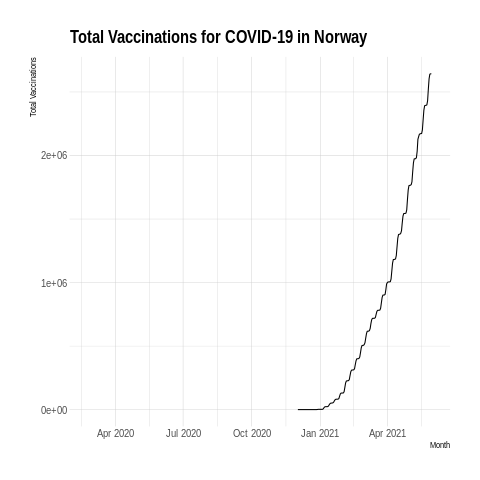 Total Vaccinations for COVID-19 in Norway
Total Vaccinations
2e+06
1e+06
0e+00
Apr 2020 Jul 2020 Oct 2020 Jan 2021 Apr 2021
Month